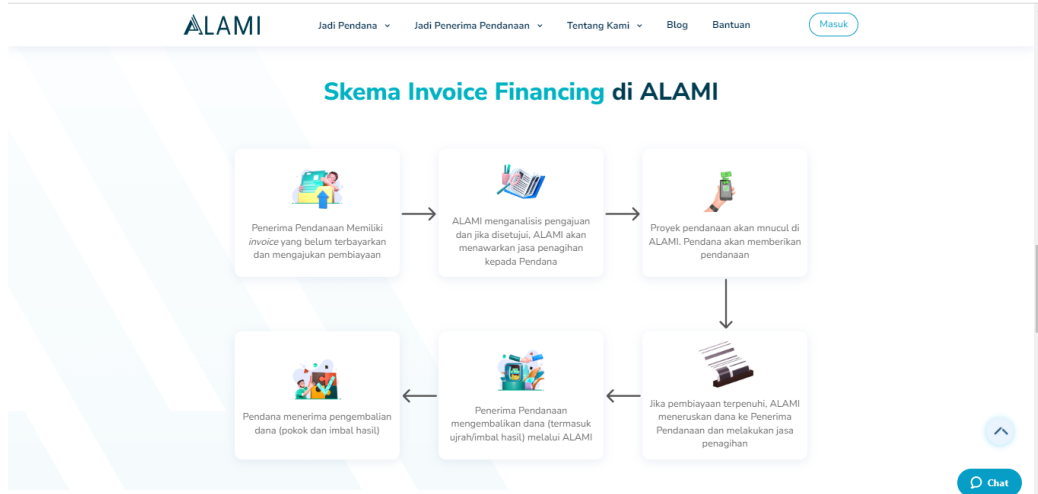 ALAMI
Jadi Pendana
Jadi Penerima Pendanaan
Tentang Kami
Blog
Bantuan
Masuk
Skema Invoice Financing di ALAMI
Penerima Pendanaan Memiliki
invoice yang belum terbayarkan
dan mengajukan pembiayaan
ALAMI menganalisis pengajuan
dan jika disetujui, ALAMI akan
menawarkan jasa penagihan
kepada Pendana
Proyek pendanaan akan mnucul di
ALAMI. Pendana akan memberikan
pendanaan
Jika pembiayaan terpenuhi, ALAMI
meneruskan dana ke Penerima
Pendanaan dan melakukan jasa
penagihan
Penerima Pendanaan
mengembalikan dana (termasuk
ujrah/imbal hasil) melalui ALAMI
Pendana menerima pengembalian
dana (pokok dan imbal hasil)
Chat